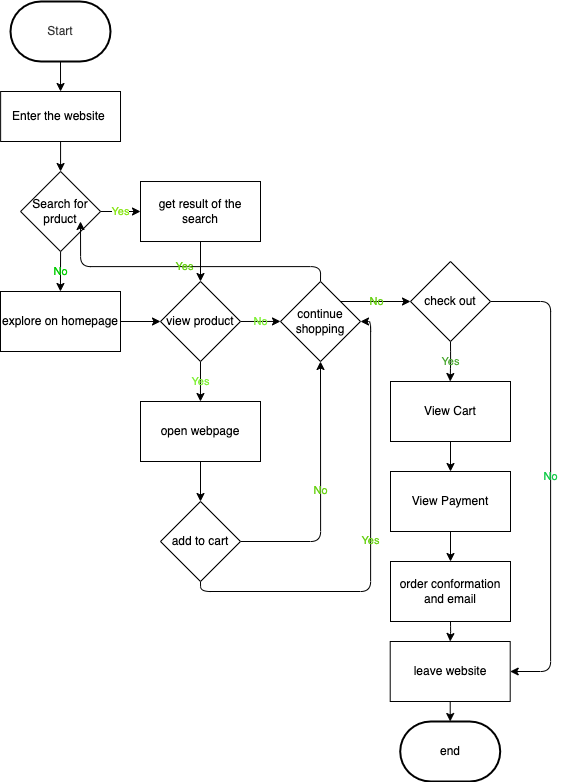 Start
Enter the website
Search for
prduct
Yes
get result of the
search
No
Yes
explore on homepage
view product
No
continue
shopping
No
check out
Yes
Yes
open webpage
View Cart
No
No
View Payment
add to cart
Yes
order conformation
and email
leave website
end